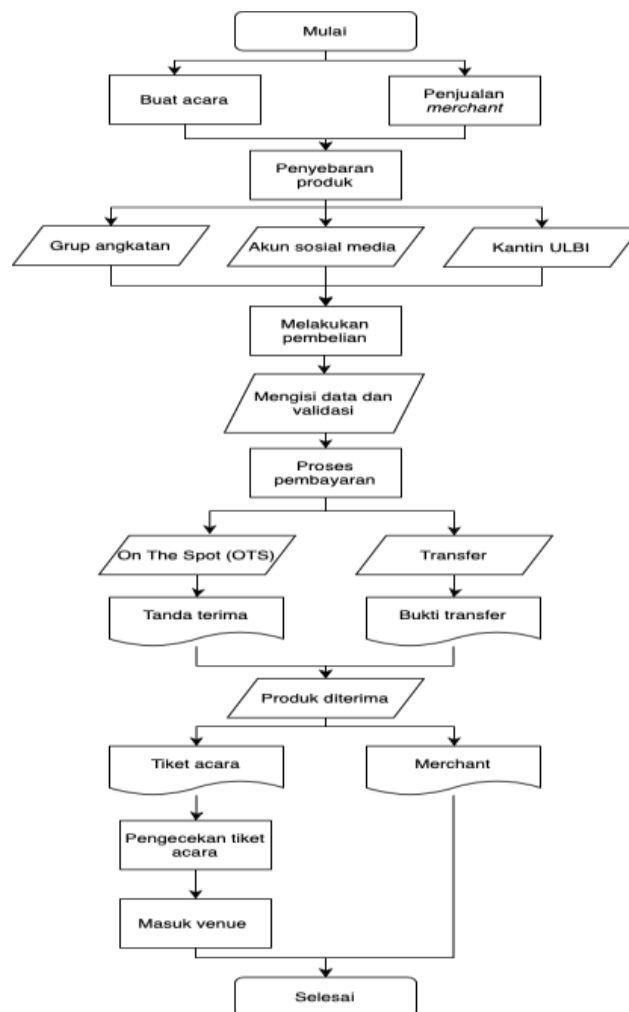 Mulai
Buat acara
Penjualan
merchant
Penyebaran
produk
Grup angkatan
Akun sosial media
Kantin ULBI
Melakukan
pembelian
Mengisi data dan
validasi
Proses
pembayaran
On The Spot (OTS)
Transfer
Tanda terima
Bukti transfer
Produk diterima
Tiket acara
Merchant
Pengecekan tiket
acara
Masuk venue
Selesai